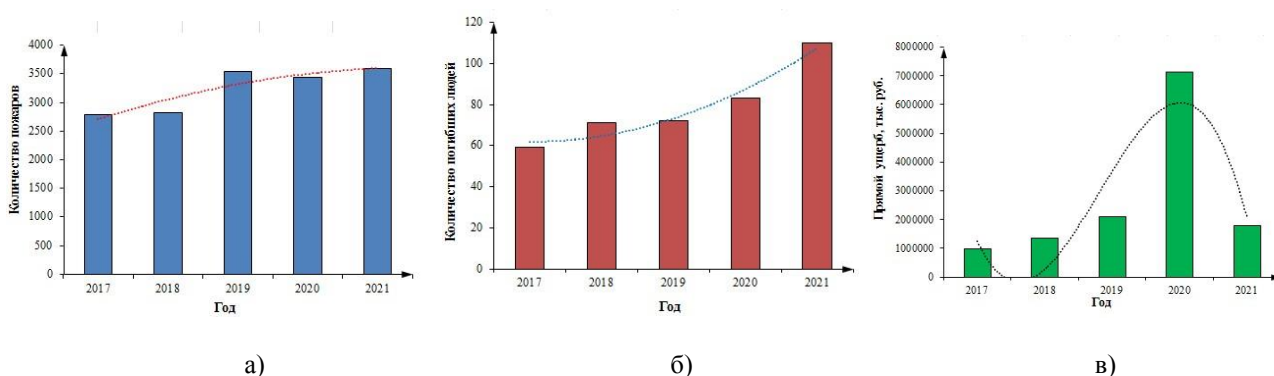 Количество пожаров
4000
3500
3000
2500
2000
1500
1000
500
0
2017 2018 2019 2020 2021
Год
а)
Количество погибших людей
120
100
80
60
40
20
0
2017 2018 2019 2020 2021
Год
б)
Прямой ущерб, тыс. руб.
8000000
7000000
6000000
5000000
4000000
3000000
2000000
1000000
0
2017 2018 2019 2020 2021
Год
в)